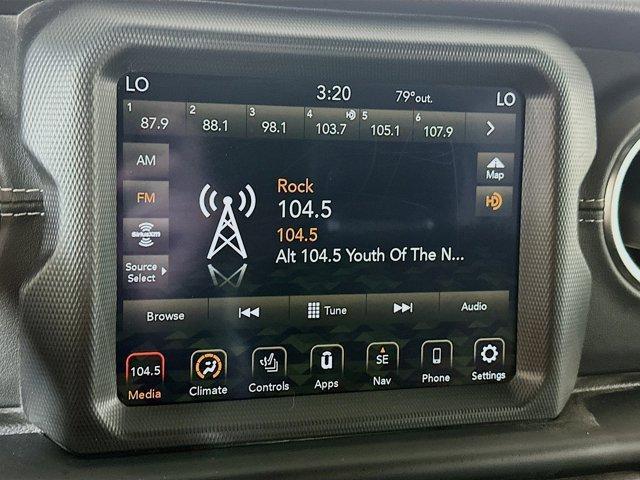 LO 3:20 79°out. LO
1 2 3 4 HD 5 6
87.9 88.1 98.1 103.7 105.1 107.9
AM
FM
SiriusXM
Source
Select
Rock
104.5
104.5
Alt 104.5 Youth Of The N...
Map
HD
Browse Tune Audio
104.5 SE
Media Climate Controls Apps Nav Phone Settings